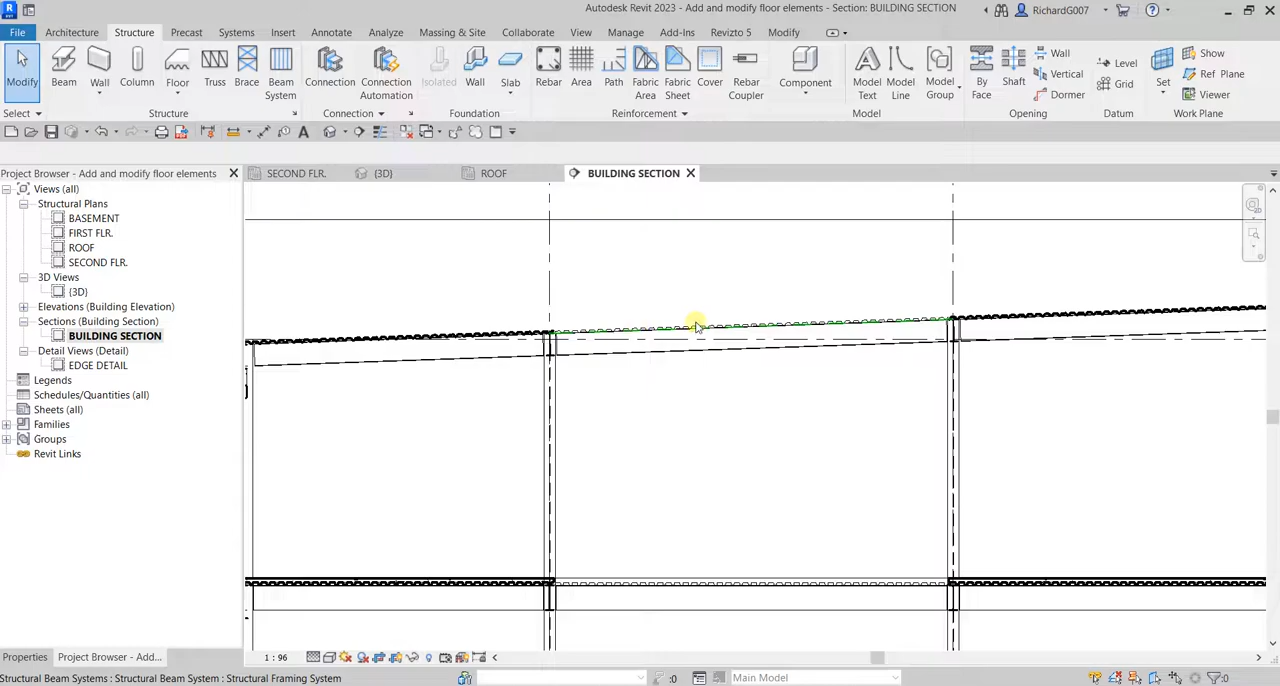 Autodesk Revit 2023 - Add and modify floor elements - Section: BUILDING SECTION
RichardG007
File Architecture Structure Precast Systems Insert Annotate Analyze Massing & Site Collaborate View Manage Add-Ins Revizto 5 Modify
Modify Beam Wall Column Floor Truss Brace Beam System Connection Connection Automation Isolated Wall Slab Rebar Area Path Fabric Area Fabric Sheet Cover Rebar Coupler Component Model Text Model Line Model Group By Face Shaft Wall Vertical Dormer Level Grid Set Show Ref Plane Viewer
Select Structure Connection Foundation Reinforcement Model Opening Datum Work Plane
Project Browser - Add and modify floor elements
SECOND FLR. {3D} ROOF BUILDING SECTION
Views (all)
Structural Plans
BASEMENT
FIRST FLR.
ROOF
SECOND FLR.
3D Views
{3D}
Elevations (Building Elevation)
Sections (Building Section)
BUILDING SECTION
Detail Views (Detail)
EDGE DETAIL
Legends
Schedules/Quantities (all)
Sheets (all)
Families
Groups
Revit Links
Properties Project Browser - Add...
1 : 96
Structural Beam Systems : Structural Beam System : Structural Framing System
:0
Main Model
:0